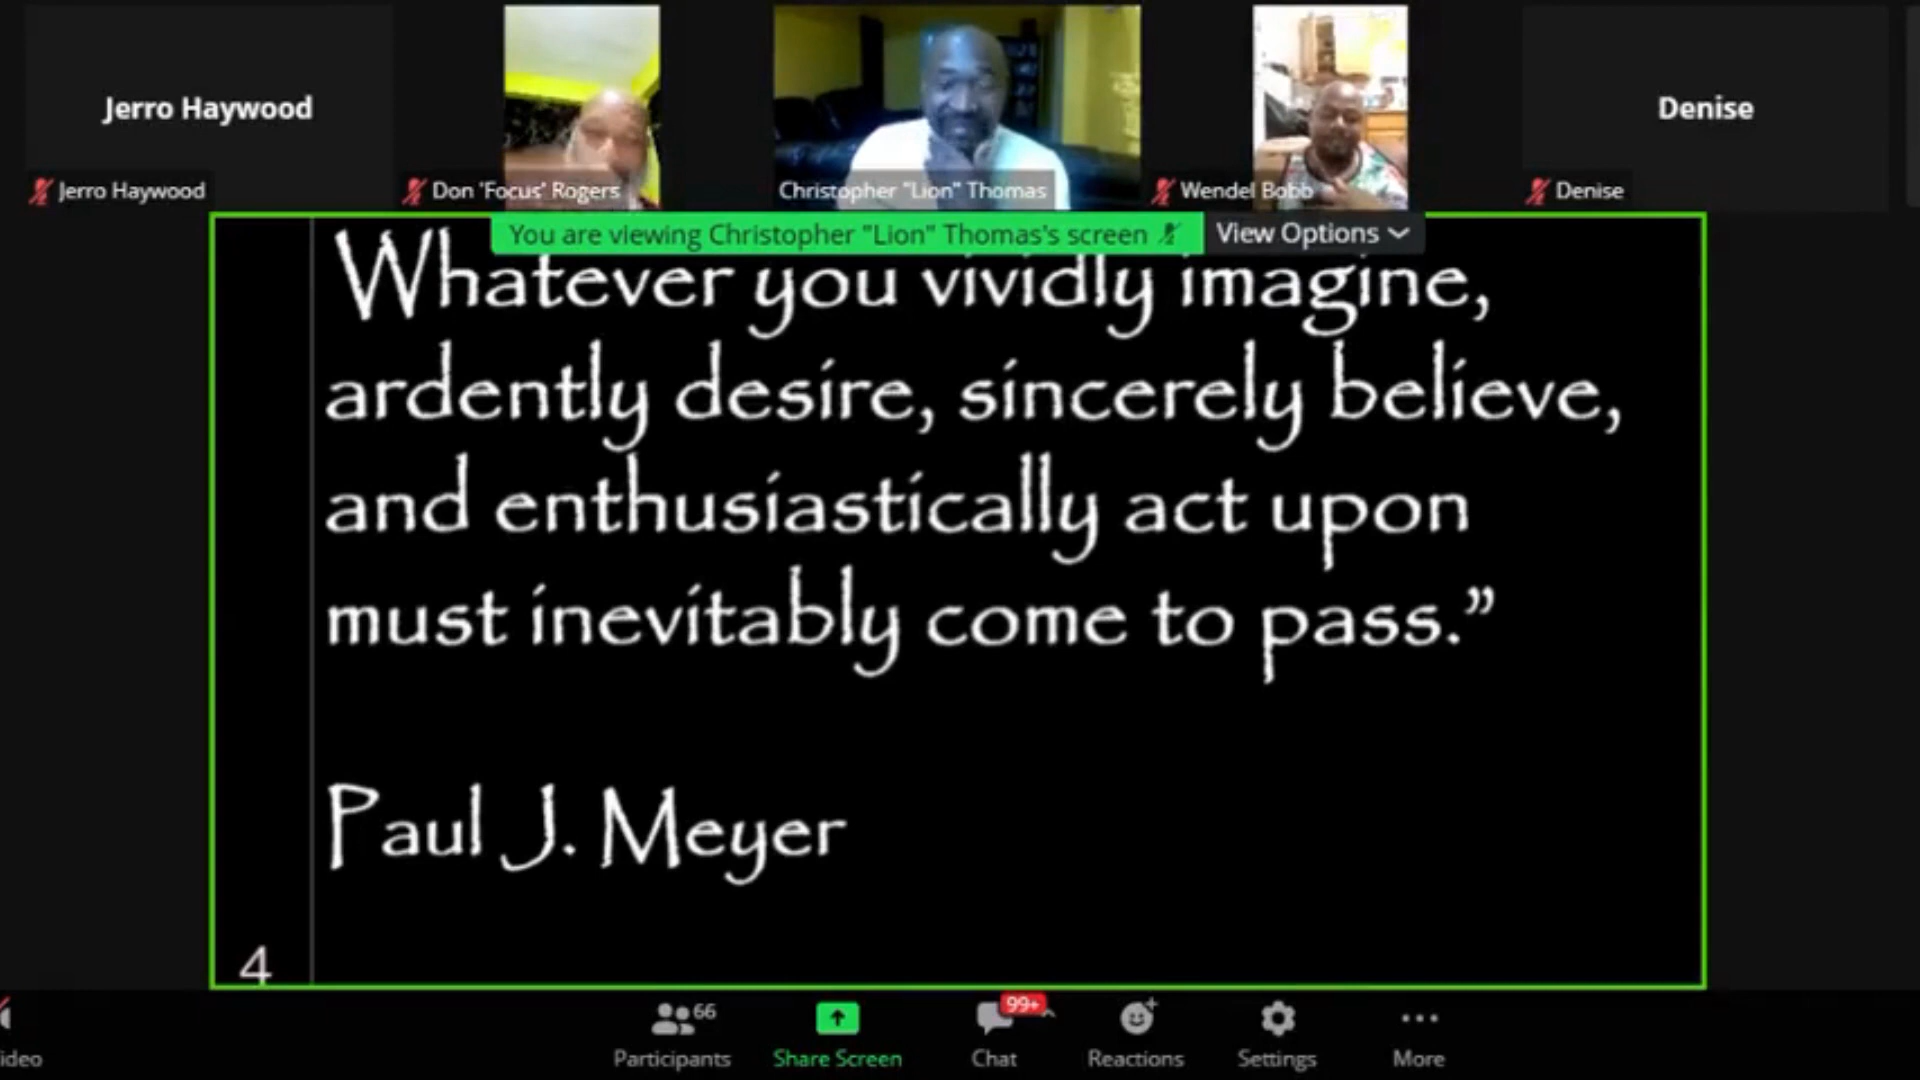 Jerro Haywood
Denise
Jerro Haywood
Don 'Focus' Rogers
Christopher "Lion" Thomas
Wendel Bobb
Denise
You are viewing Christopher "Lion" Thomas's screen
View Options
Whatever you vividly imagine,
ardently desire, sincerely believe,
and enthusiastically act upon
must inevitably come to pass.”
Paul J. Meyer
4
66
99+
ideo
Participants
Share Screen
Chat
Reactions
Settings
More